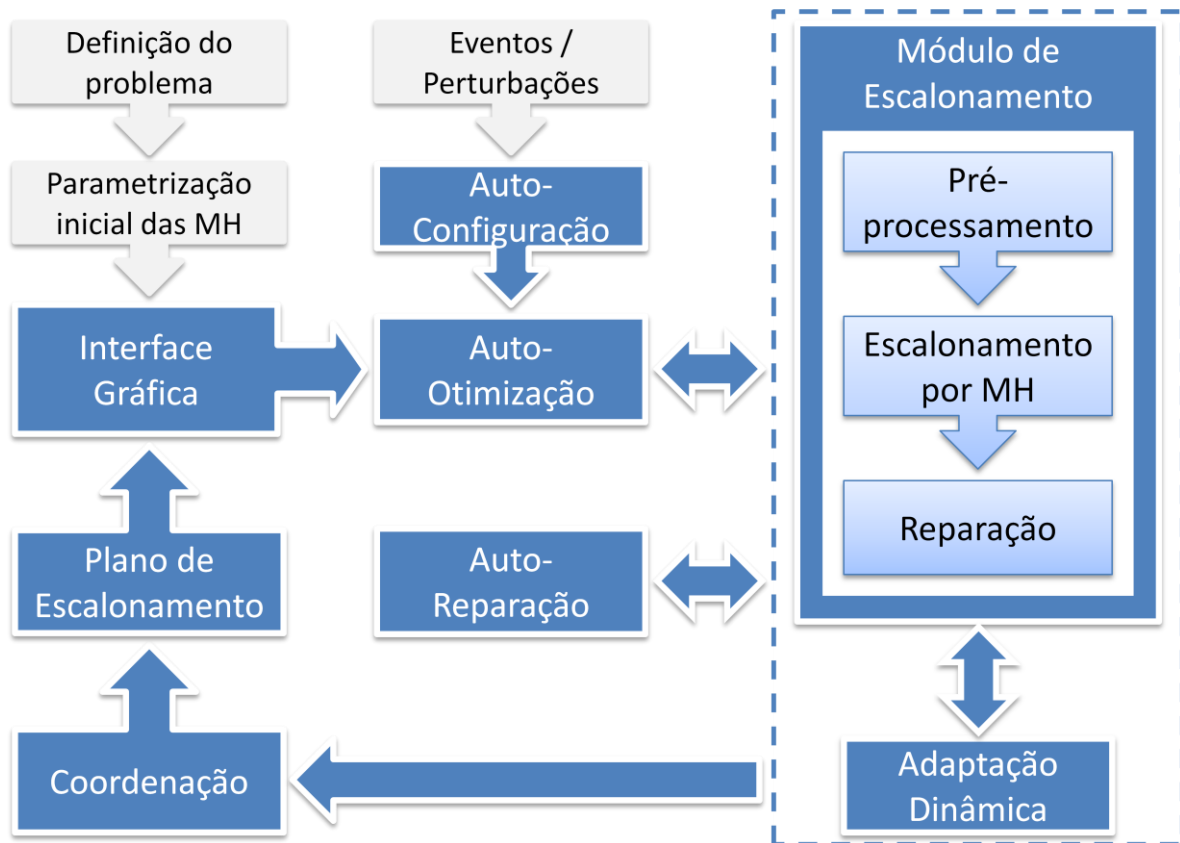 Definição do
problema
Parametrização
inicial das MH
Interface
Gráfica
Plano de
Escalonamento
Coordenação
Eventos /
Perturbações
Auto-
Configuração
Auto-
Otimização
Auto-
Reparação
Módulo de
Escalonamento
Pré-
processamento
Escalonamento
por MH
Reparação
Adaptação
Dinâmica